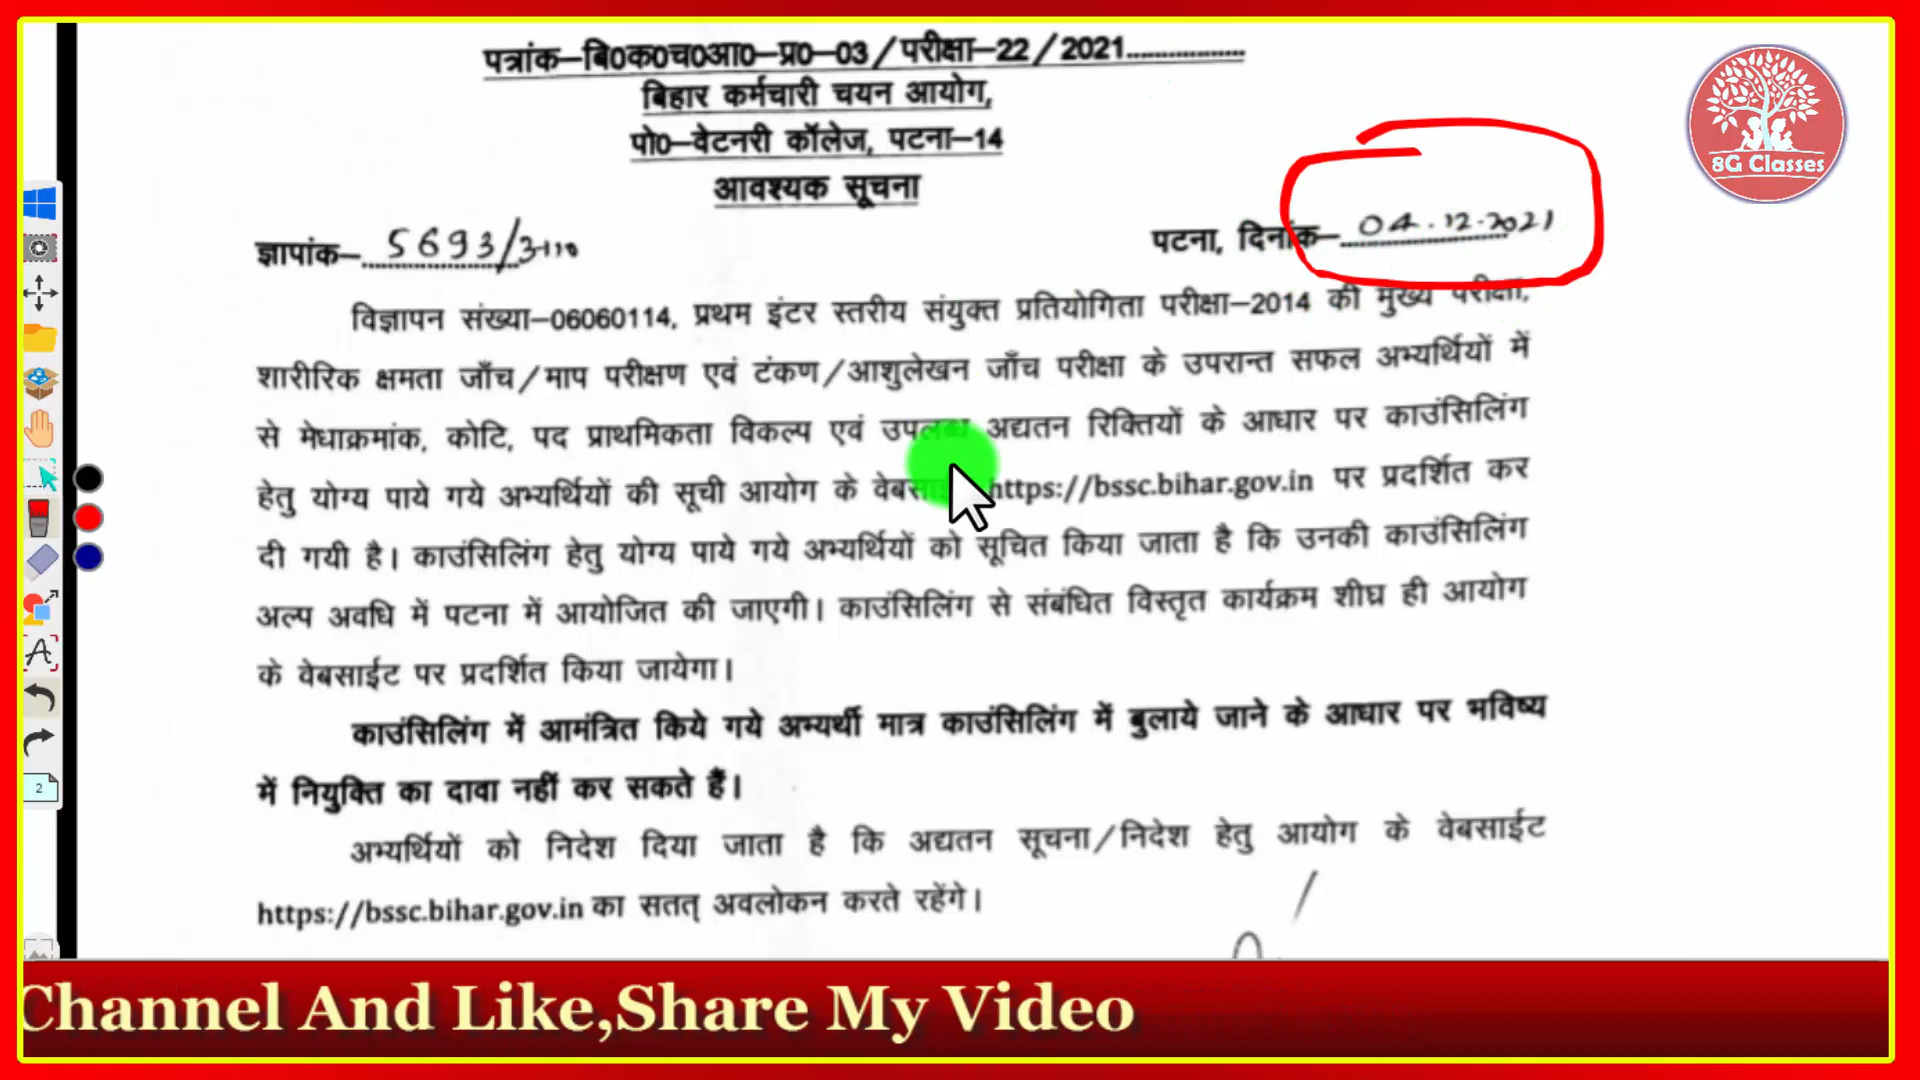 पत्रांक–बि0क0च0आ0–प्र0–03/परीक्षा–22/2021..................
बिहार कर्मचारी चयन आयोग,
पो0–वेटनरी कॉलेज, पटना–14
आवश्यक सूचना
8G Classes
ज्ञापांक–5693/
पटना, दिनांक–04.12.2021
विज्ञापन संख्या–06060114, प्रथम इंटर स्तरीय संयुक्त प्रतियोगिता परीक्षा–2014 की मुख्य परीक्षा,
शारीरिक क्षमता जाँच/माप परीक्षण एवं टंकण/आशुलेखन जाँच परीक्षा के उपरान्त सफल अभ्यर्थियों में
से मेधाक्रमांक, कोटि, पद प्राथमिकता विकल्प एवं उपलब्ध अद्यतन रिक्तियों के आधार पर काउंसिलिंग
हेतु योग्य पाये गये अभ्यर्थियों की सूची आयोग के https://bssc.bihar.gov.in पर प्रदर्शित कर
दी गयी है। काउंसिलिंग हेतु योग्य पाये गये अभ्यर्थियों को सूचित किया जाता है कि उनकी काउंसिलिंग
अल्प अवधि में पटना में आयोजित की जाएगी। काउंसिलिंग से संबंधित विस्तृत कार्यक्रम शीघ्र ही आयोग
के वेबसाईट पर प्रदर्शित किया जायेगा।
काउंसिलिंग में आमंत्रित किये गये अभ्यर्थी मात्र काउंसिलिंग में बुलाये जाने के आधार पर भविष्य
में नियुक्ति का दावा नहीं कर सकते हैं।
अभ्यर्थियों को निदेश दिया जाता है कि अद्यतन सूचना/निदेश हेतु आयोग के वेबसाईट
https://bssc.bihar.gov.in का सतत् अवलोकन करते रहेंगे।
2
Channel And Like,Share My Video